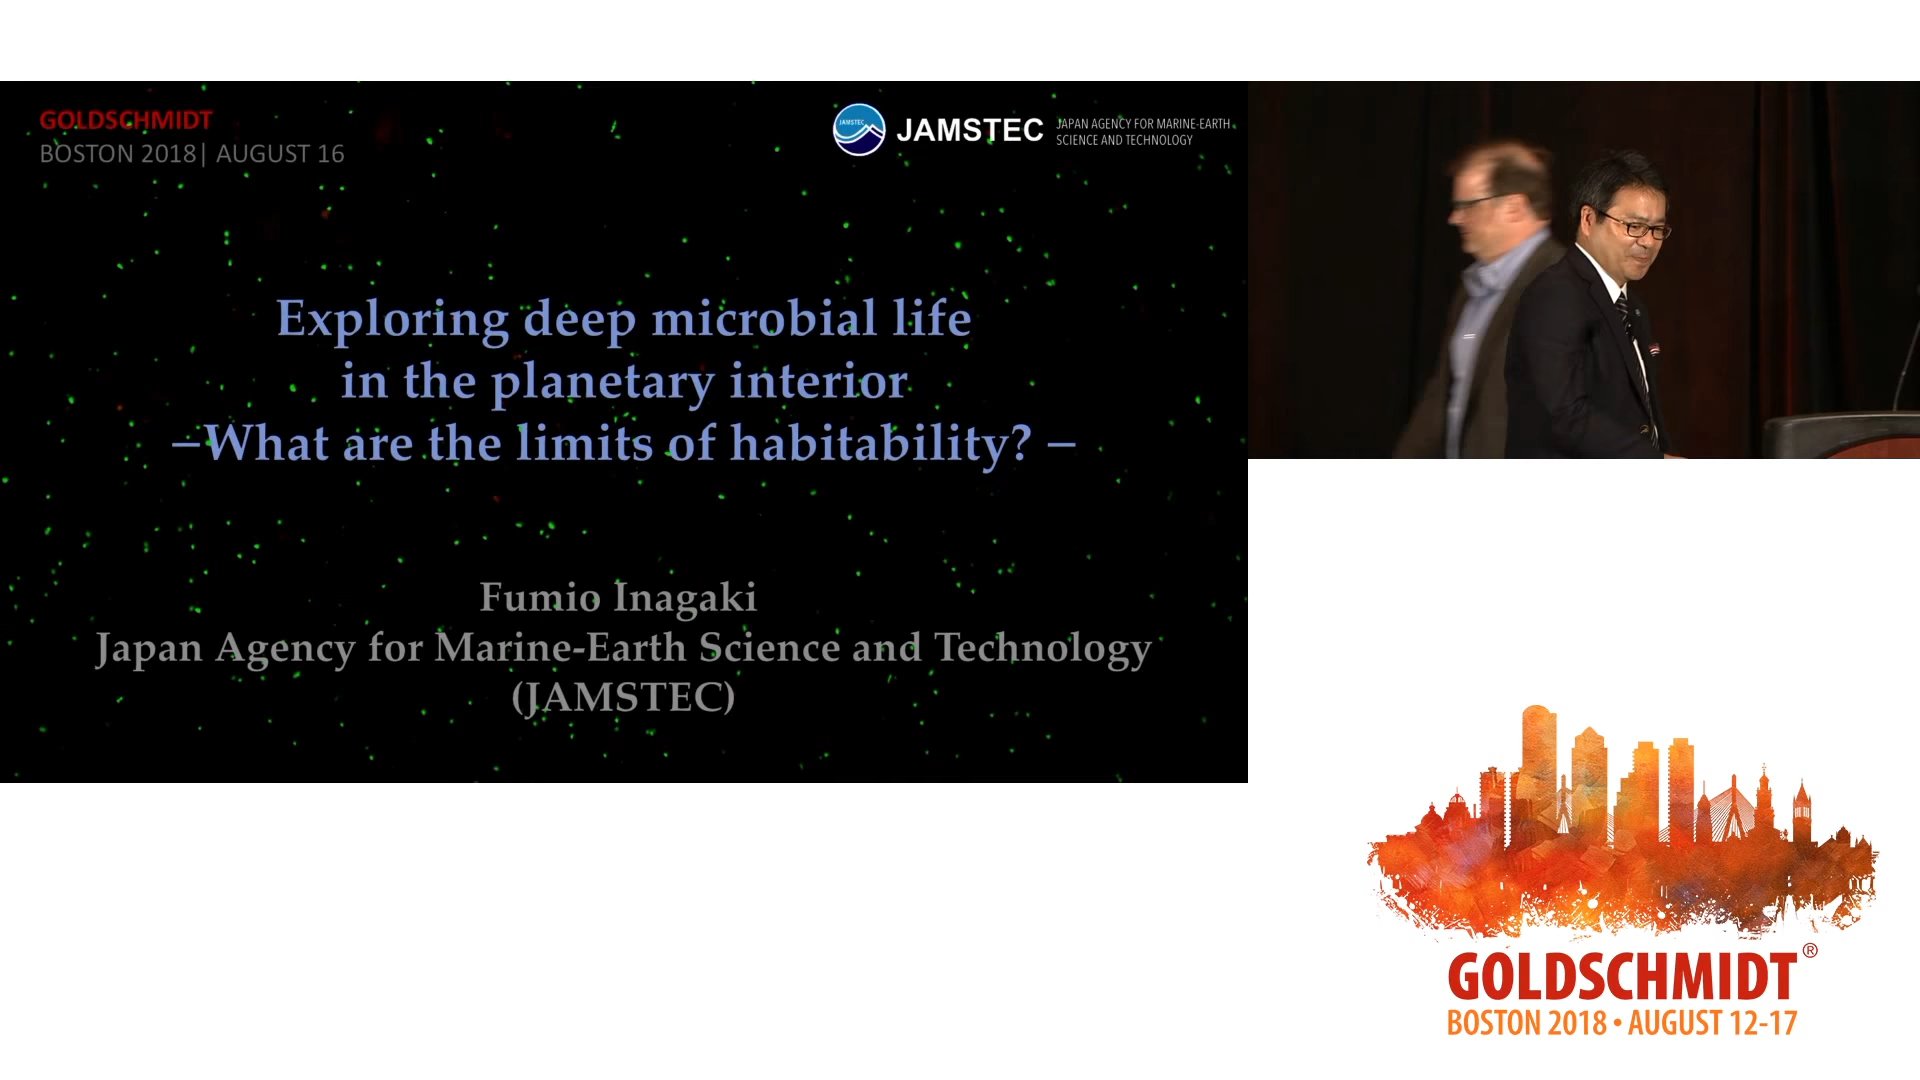 GOLDSCHMIDT
BOSTON 2018| AUGUST 16
JAMSTEC
JAMSTEC
JAPAN AGENCY FOR MARINE-EARTH
SCIENCE AND TECHNOLOGY
Exploring deep microbial life
in the planetary interior
–What are the limits of habitability? –
Fumio Inagaki
Japan Agency for Marine-Earth Science and Technology
(JAMSTEC)
GOLDSCHMIDT®
BOSTON 2018 • AUGUST 12-17